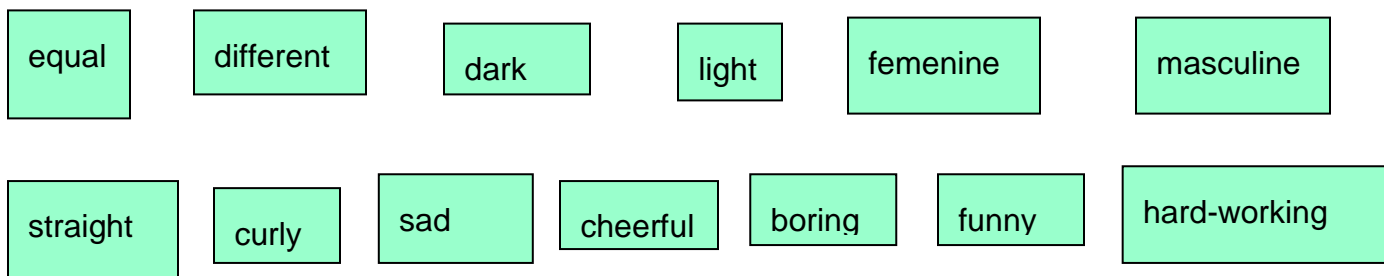 equal different dark light femenine masculine
straight curly sad cheerful boring funny hard-working